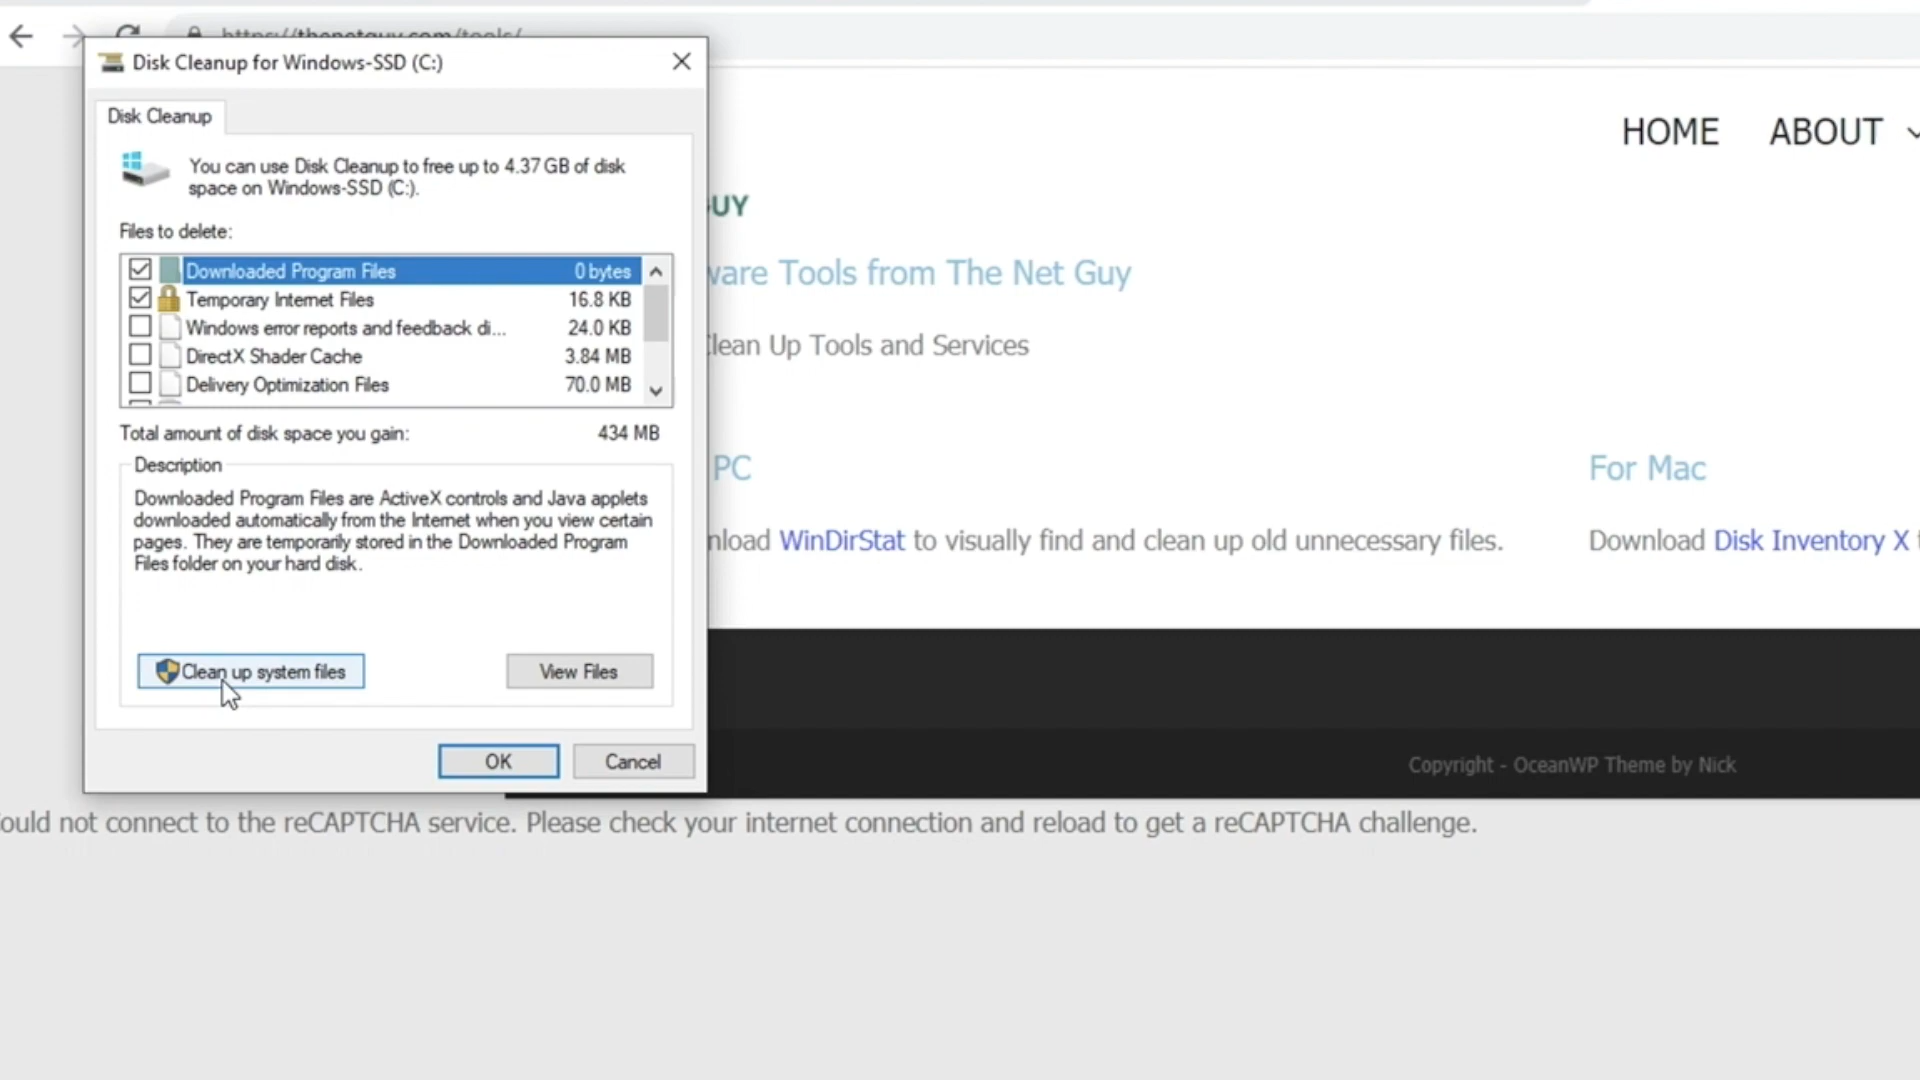 https://thenetguy.com/tools/
Disk Cleanup for Windows-SSD (C:)
Disk Cleanup
You can use Disk Cleanup to free up to 4.37 GB of disk
space on Windows-SSD (C:).
Files to delete:
Downloaded Program Files 0 bytes
Temporary Internet Files 16.8 KB
Windows error reports and feedback di... 24.0 KB
DirectX Shader Cache 3.84 MB
Delivery Optimization Files 70.0 MB
Total amount of disk space you gain: 434 MB
Description
Downloaded Program Files are ActiveX controls and Java applets
downloaded automatically from the Internet when you view certain
pages. They are temporarily stored in the Downloaded Program
Files folder on your hard disk.
Clean up system files
View Files
OK
Cancel
HOME ABOUT
UY
ware Tools from The Net Guy
Clean Up Tools and Services
PC
For Mac
nload WinDirStat to visually find and clean up old unnecessary files.
Download Disk Inventory X
Copyright - OceanWP Theme by Nick
ould not connect to the reCAPTCHA service. Please check your internet connection and reload to get a reCAPTCHA challenge.